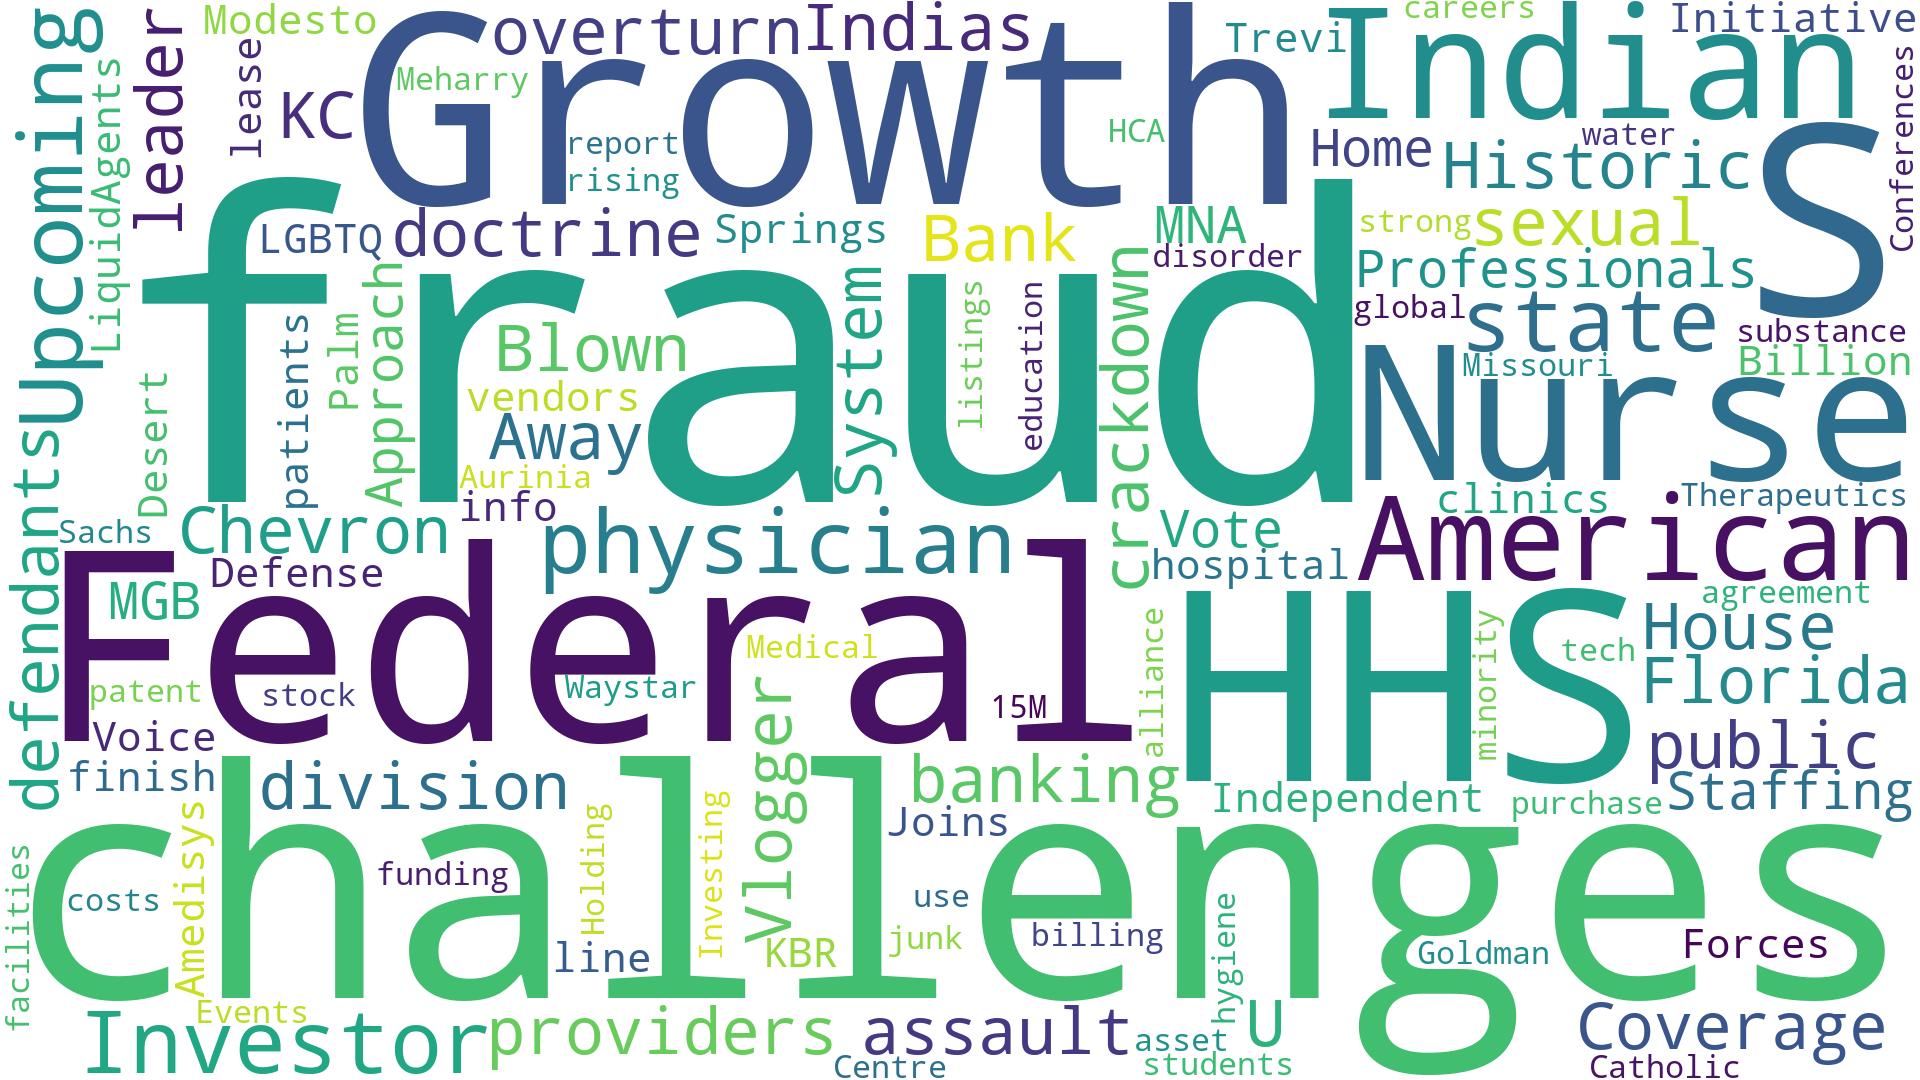 Modesto
overturn
Indias
careers
Initiative
Upcoming
leader
lease
KC
Growth
Meharry
Trevi
Indian
LiquidAgents
report
rising
HCA
Home
water
Historic
Conferences
S
LGBTQ
doctrine
Springs
Bank
MNA
disorder
strong
sexual
Professionals
fraud
global
state
substance
Billion
Desert
patients
Palm
Approach
Blown
vendors
Away
Aurinia
info
System
listings
education
crackdown
Missouri
Nurse
Therapeutics
clinics
defendants
Sachs
Chevron
Defense
physician
Vote
hospital
American
agreement
MGB
Federal
Medical
Waystar
15M
alliance
HHS
minority
tech
House
Florida
patent
stock
Voice
finish
division
Vlogger
banking
Independent
purchase
public
Staffing
challenges
Amedisys
funding
Holding
Investing
Joins
use
costs
facilities
line
KBR
junk
billing
hygiene
Goldman
Forces
Events
Investor
providers
assault
Centre
asset
students
U
Coverage
Catholic